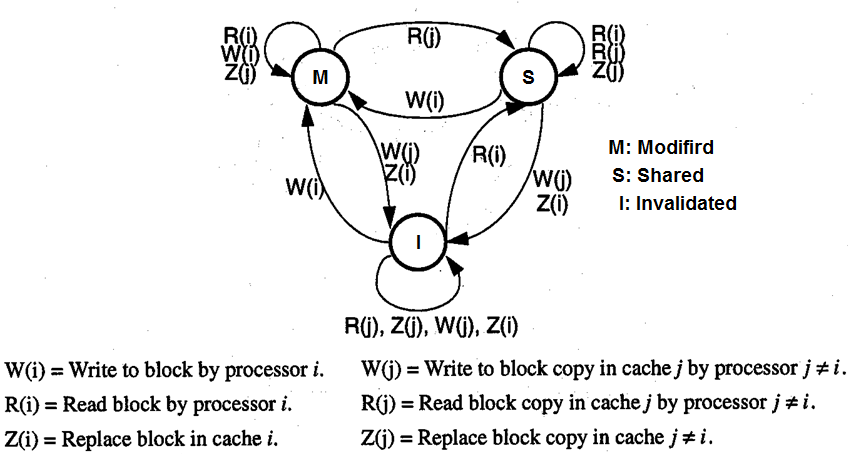 R(i)
W(i)
Z(j)
M
R(j)
S
R(i)
R(j)
Z(j)
W(i)
W(j)
Z(i)
R(i)
W(i)
W(j)
Z(i)
M: Modifird
S: Shared
I: Invalidated
I
R(j), Z(j), W(j), Z(i)
W(i) = Write to block by processor i.
W(j) = Write to block copy in cache j by processor j ≠ i.
R(i) = Read block by processor i.
R(j) = Read block copy in cache j by processor j ≠ i.
Z(i) = Replace block in cache i.
Z(j) = Replace block copy in cache j ≠ i.